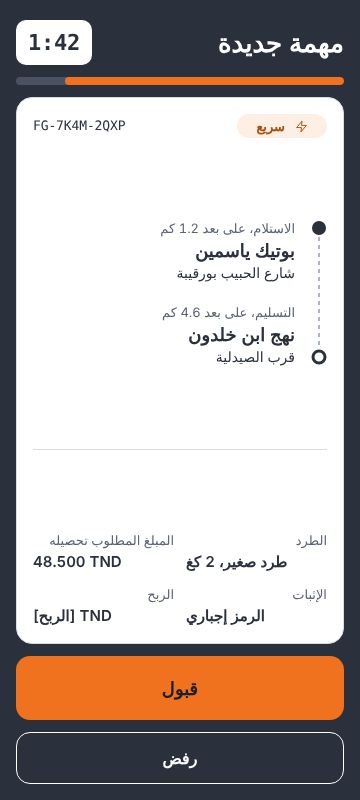 مهمة جديدة
1:42
سريع
FG-7K4M-2QXP
الاستلام، على بعد 1.2 كم
بوتيك ياسمين
شارع الحبيب بورقيبة
التسليم، على بعد 4.6 كم
نهج ابن خلدون
قرب الصيدلية
الطرد
طرد صغير، 2 كغ
المبلغ المطلوب تحصيله
48.500 TND
الإثبات
الرمز إجباري
الربح
[الربح] TND
قبول
رفض